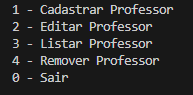 1 - Cadastrar Professor
2 - Editar Professor
3 - Listar Professor
4 - Remover Professor
0 - Sair